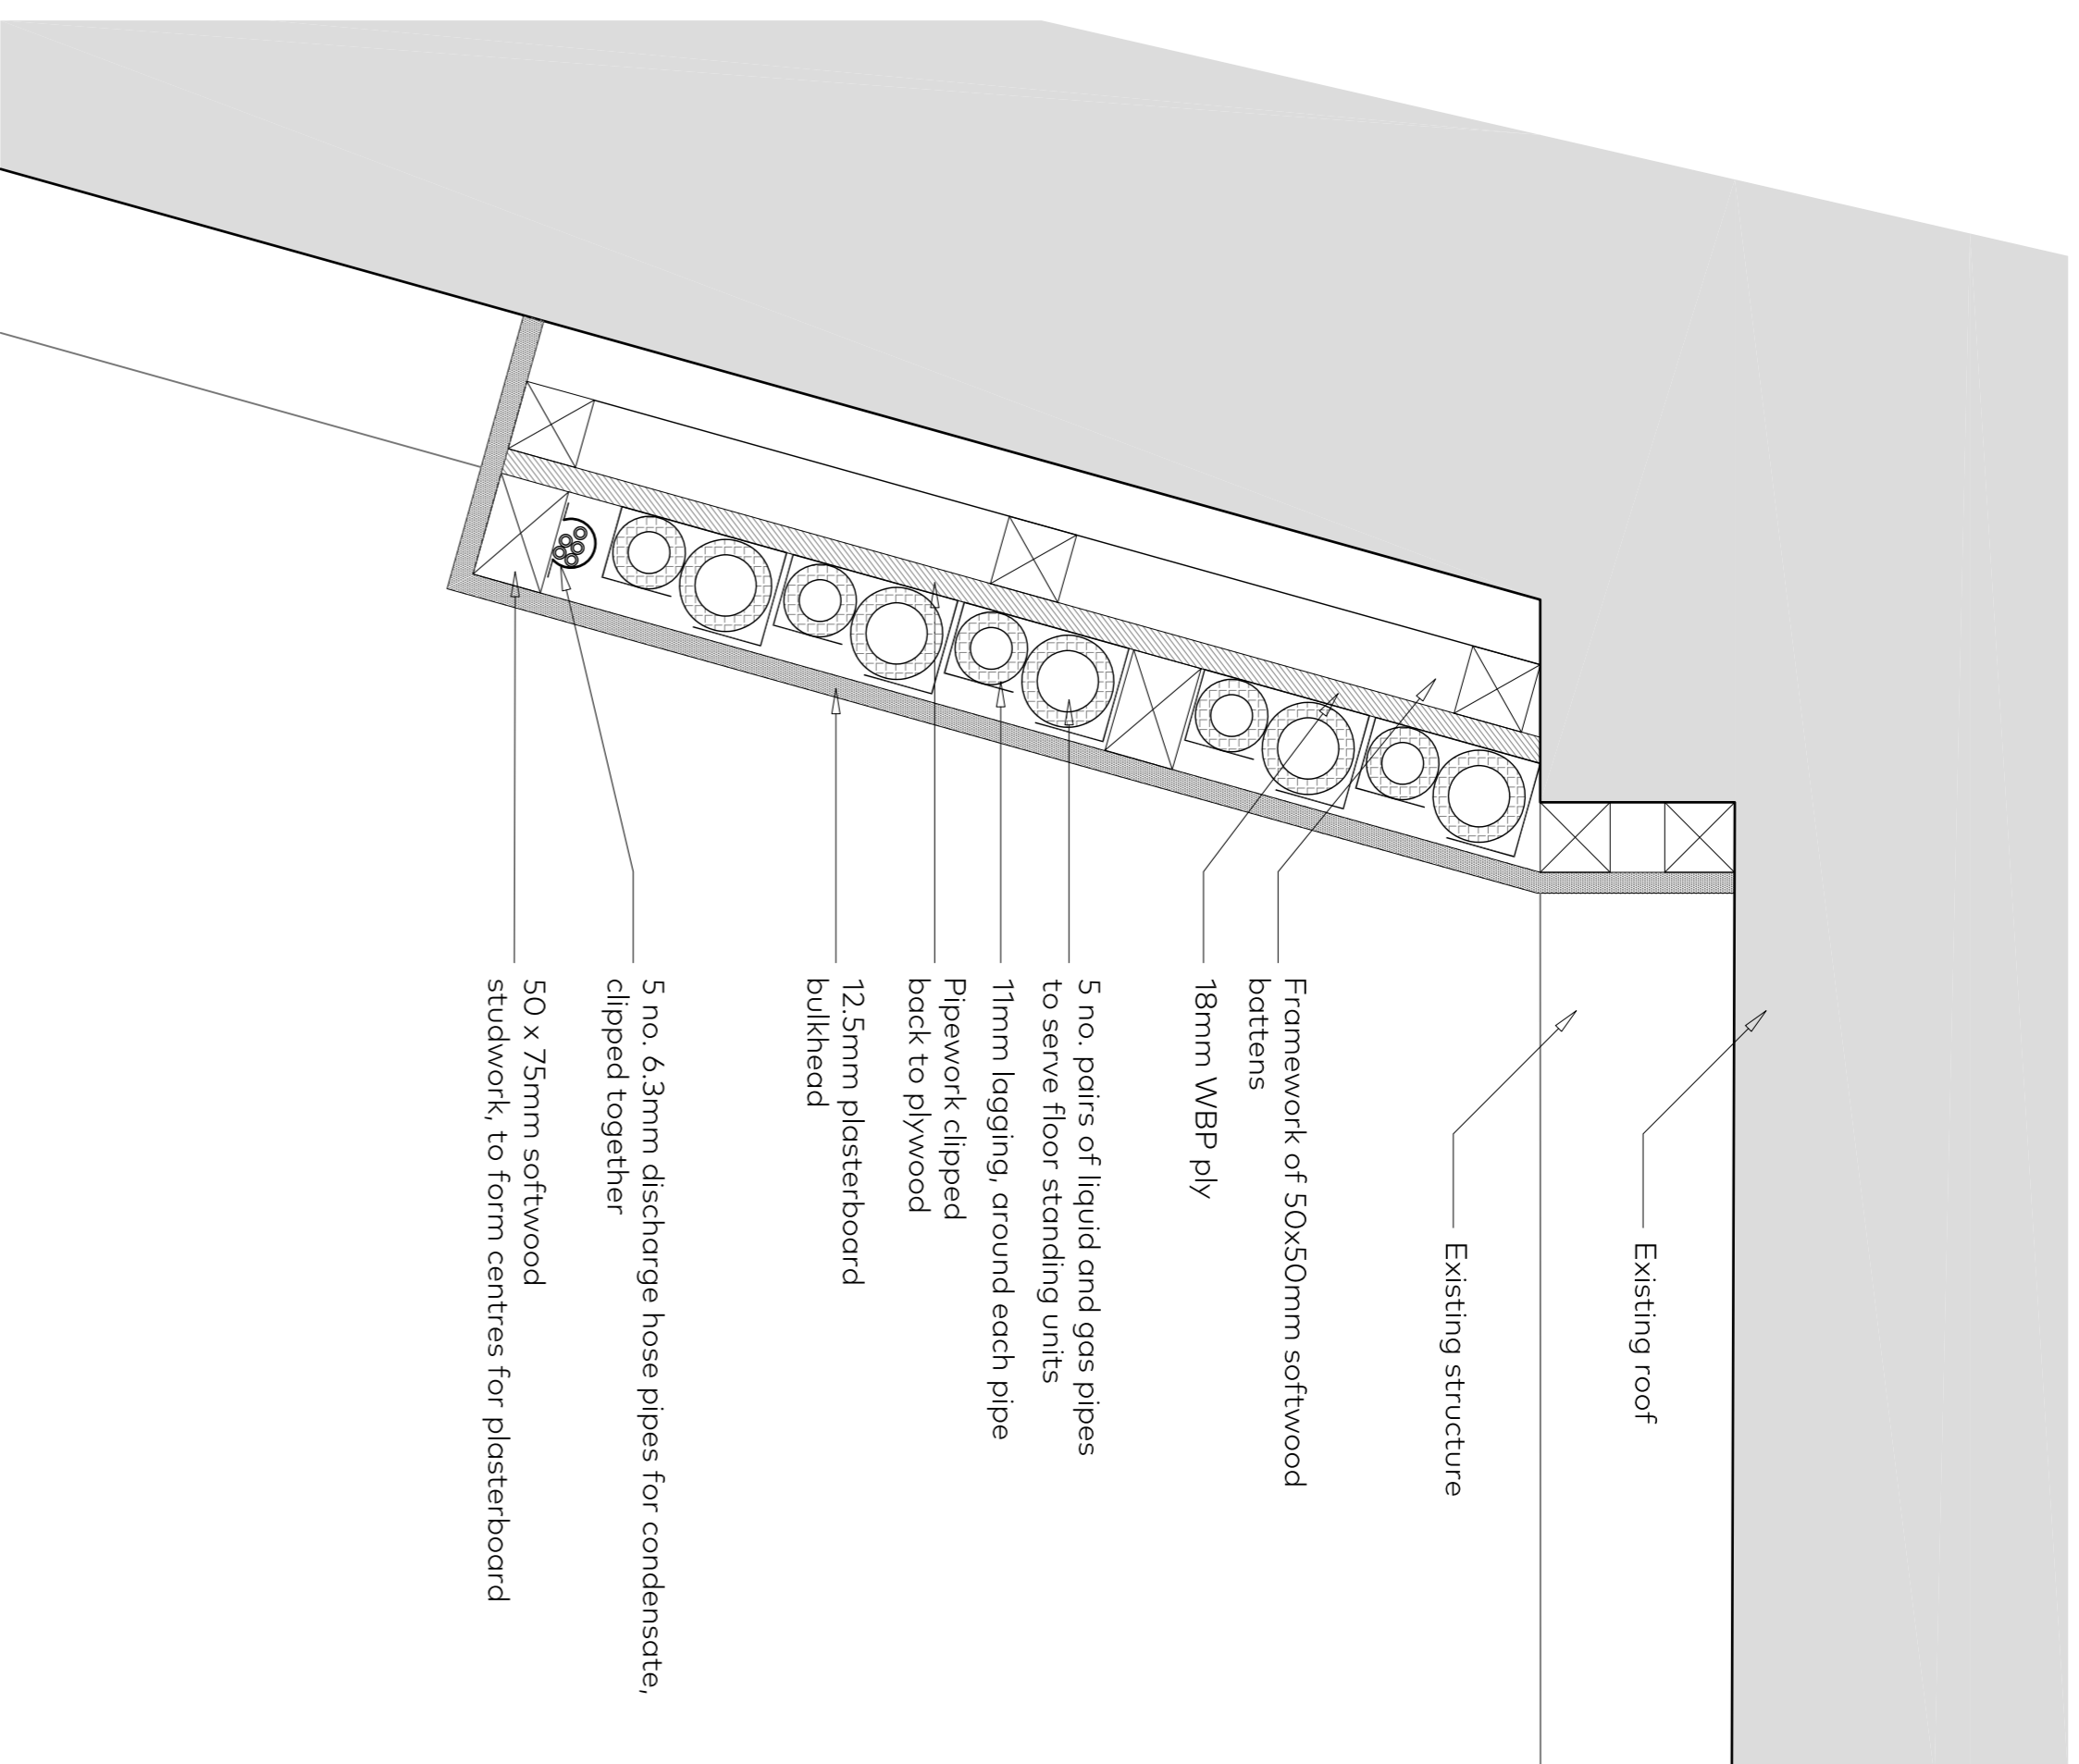 Existing roof
Existing structure
Framework of 50x50mm softwood
battens
18mm WBP ply
5 no. pairs of liquid and gas pipes
to serve floor standing units
11mm lagging, around each pipe
Pipework clipped
back to plywood
12.5mm plasterboard
bulkhead
5 no. 6.3mm discharge hose pipes for condensate,
clipped together
50 x 75mm softwood
studwork, to form centres for plasterboard